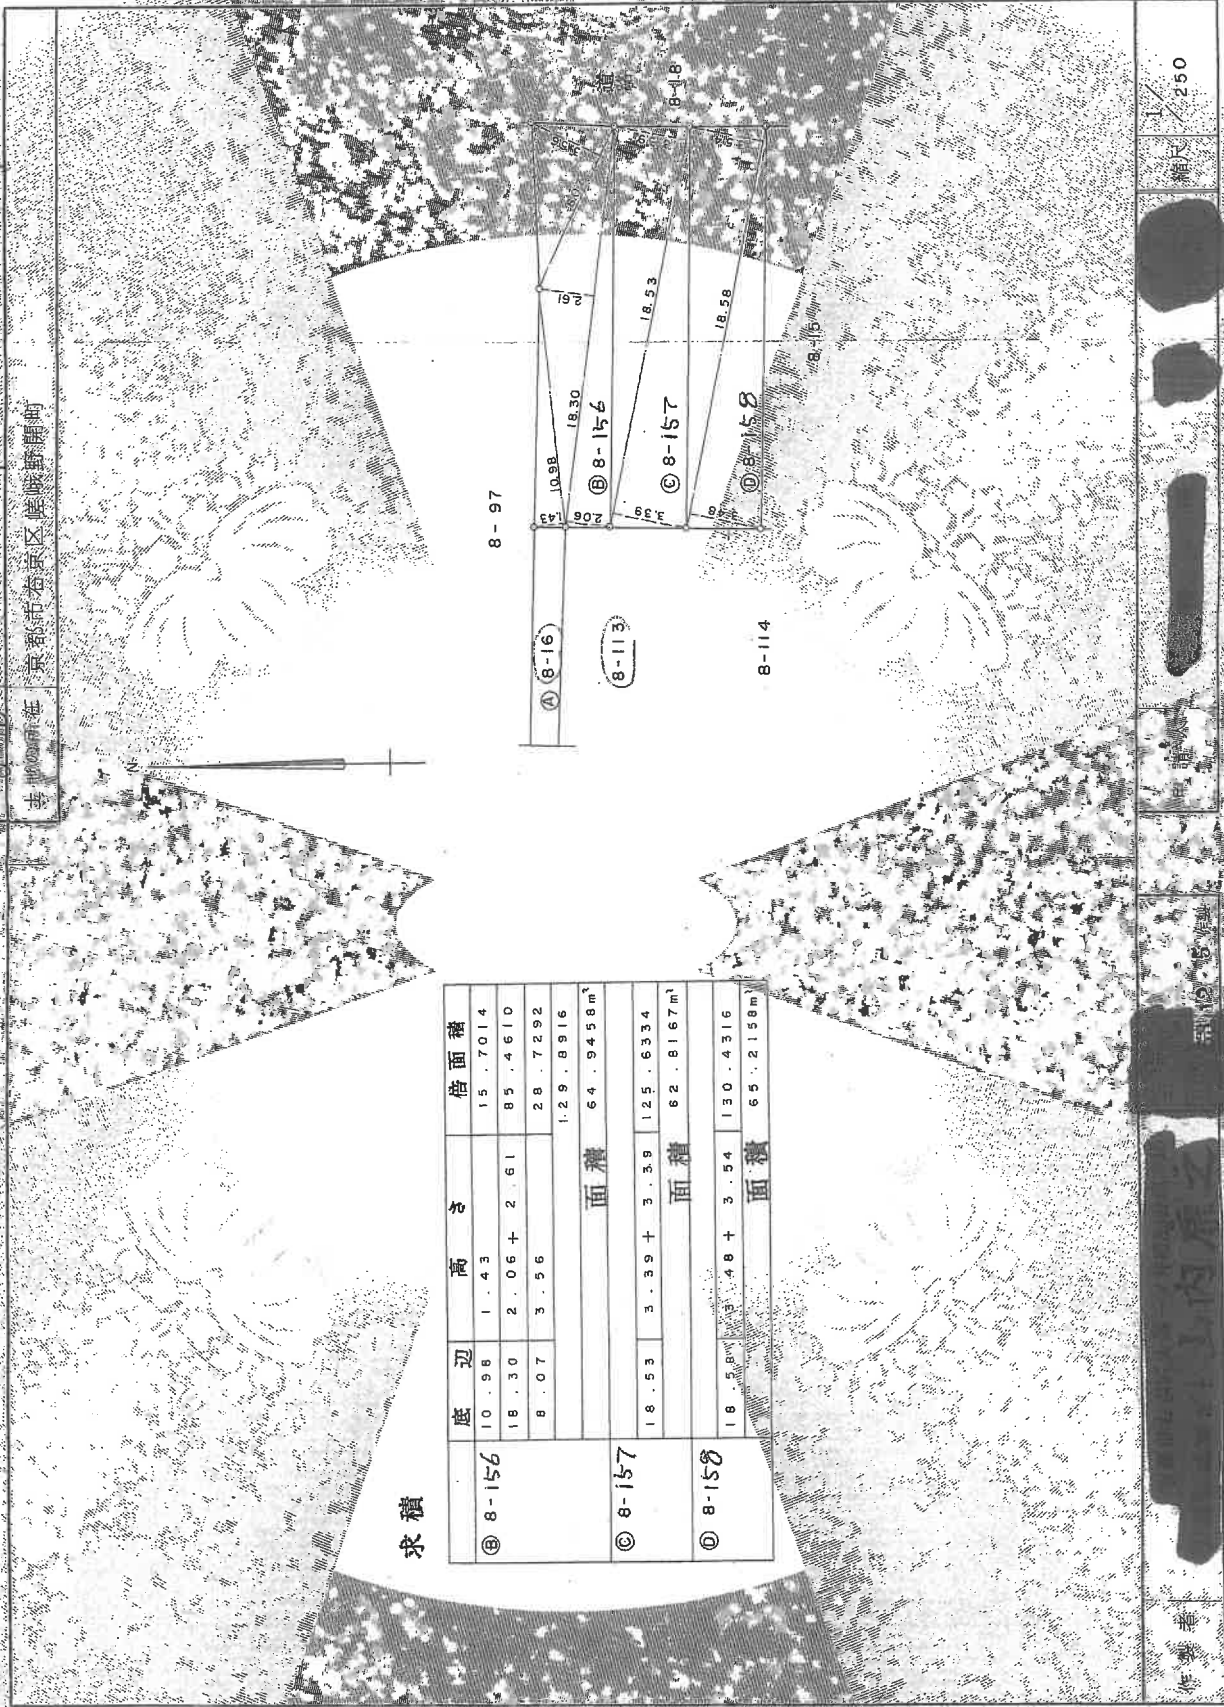 土地の所在 京都市右京区嵯峨野開町
求積
底辺 高さ 倍面積
Ⓑ 8-156 10.98 1.43 15.7014
18.30 2.06 + 2.61 85.4610
8.07 3.56 28.7292
129.8916
面積 64.9458m²
Ⓒ 8-157 18.53 3.39 + 3.39 125.6334
面積 62.8167m²
Ⓓ 8-158 18.58 3.48 + 3.54 130.4316
面積 65.2158m²
N
8-97
Ⓐ 8-16
8-113
8-114
1.43
10.98
2.06
18.30
2.61
3.56
Ⓑ 8-156
3.39
18.53
Ⓒ 8-157
3.48
18.58
Ⓓ 8-158
8-15
道路
8-18
作製者
申請人
縮尺 1/250